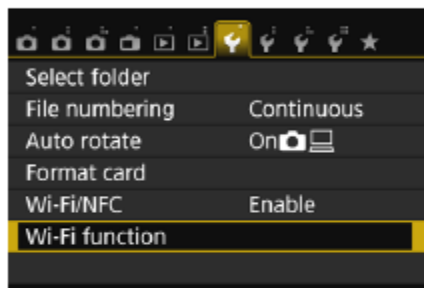 Select folder
File numbering Continuous
Auto rotate On
Format card
Wi-Fi/NFC Enable
Wi-Fi function